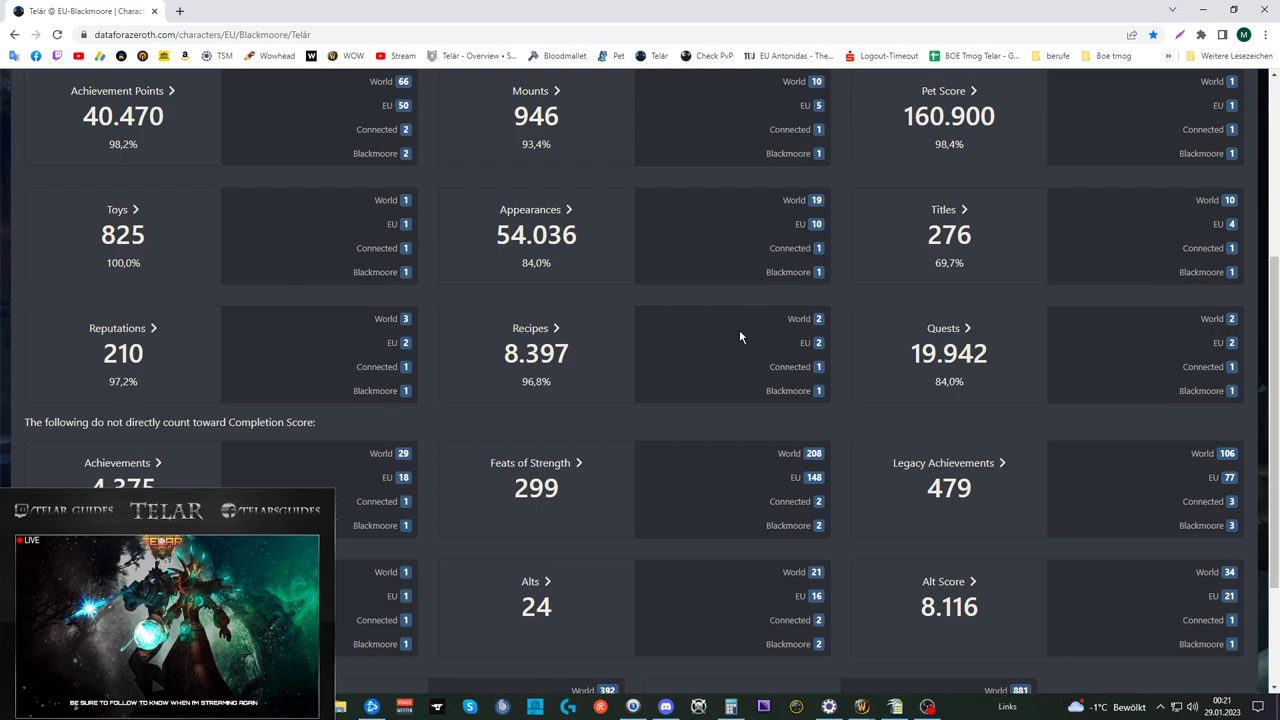 Telár @ EU-Blackmoore | Charact
dataforazeroth.com/characters/EU/Blackmoore/Telár
TSM Wowhead WOW Stream Telár - Overview • S... Bloodmallet Pet Telár Check PvP EU Antonidas - The... Logout-Timeout BOE Tmog Telar - G... berufe Boe tmog » Weitere Lesezeichen
Achievement Points
40.470
98,2%
World 66
EU 50
Connected 2
Blackmoore 2
Mounts
946
93,4%
World 10
EU 5
Connected 1
Blackmoore 1
Pet Score
160.900
98,4%
World 1
EU 1
Connected 1
Blackmoore 1
Toys
825
100,0%
World 1
EU 1
Connected 1
Blackmoore 1
Appearances
54.036
84,0%
World 19
EU 10
Connected 1
Blackmoore 1
Titles
276
69,7%
World 10
EU 4
Connected 1
Blackmoore 1
Reputations
210
97,2%
World 3
EU 2
Connected 1
Blackmoore 1
Recipes
8.397
96,8%
World 2
EU 2
Connected 1
Blackmoore 1
Quests
19.942
84,0%
World 2
EU 2
Connected 1
Blackmoore 1
The following do not directly count toward Completion Score:
Achievements
4.375
World 29
EU 18
Connected 1
Blackmoore 1
Feats of Strength
299
World 208
EU 148
Connected 2
Blackmoore 2
Legacy Achievements
479
World 106
EU 77
Connected 3
Blackmoore 3
World 1
EU 1
Connected 1
Blackmoore 1
Alts
24
World 21
EU 16
Connected 2
Blackmoore 2
Alt Score
8.116
World 34
EU 21
Connected 1
Blackmoore 1
World 392
World 881
/TELAR GUIDES TELAR /TELARSGUIDES
LIVE
TELAR
BE SURE TO FOLLOW TO KNOW WHEN I'M STREAMING AGAIN
Links
-1°C Bewölkt
00:21
29.01.2023